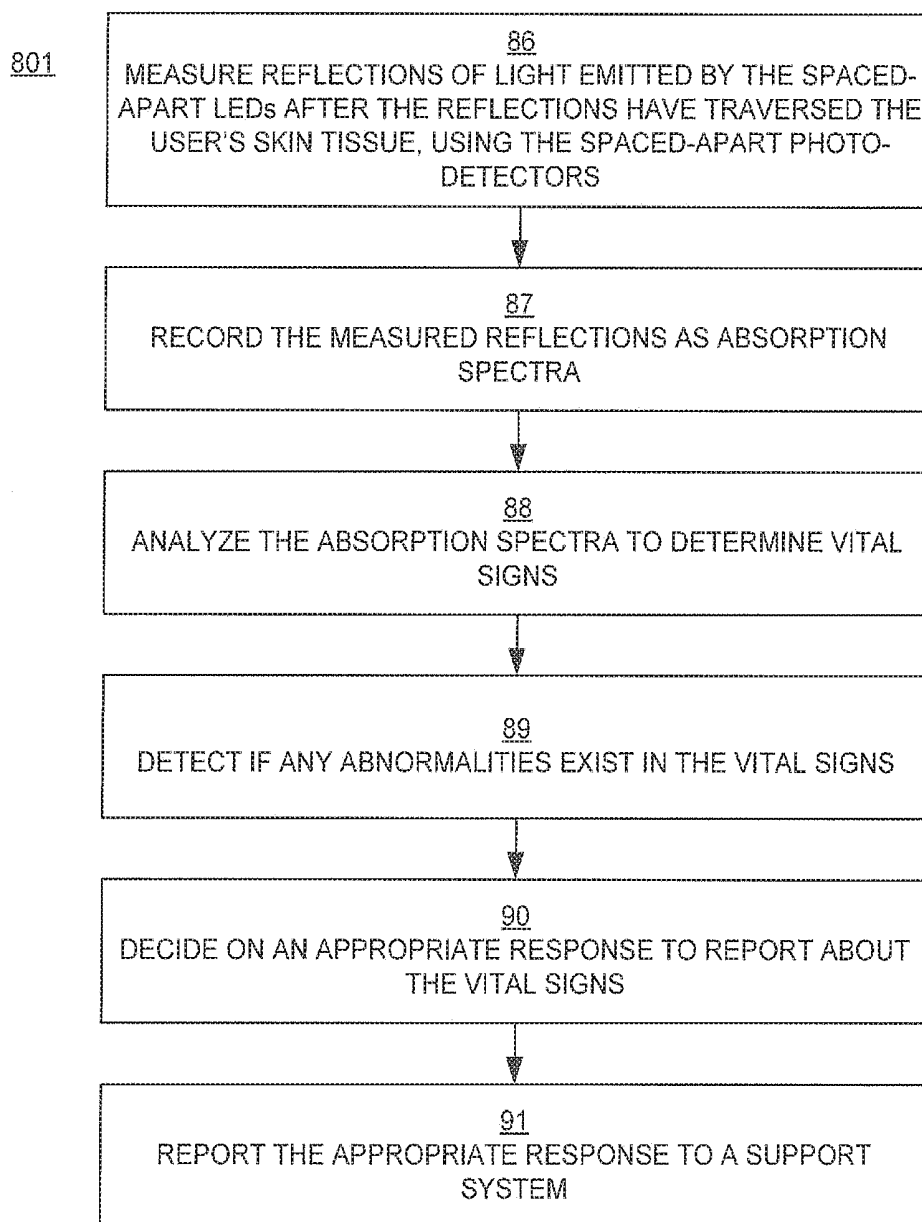 801
86
MEASURE REFLECTIONS OF LIGHT EMITTED BY THE SPACED-
APART LEDs AFTER THE REFLECTIONS HAVE TRAVERSED THE
USER'S SKIN TISSUE, USING THE SPACED-APART PHOTO-
DETECTORS
87
RECORD THE MEASURED REFLECTIONS AS ABSORPTION
SPECTRA
88
ANALYZE THE ABSORPTION SPECTRA TO DETERMINE VITAL
SIGNS
89
DETECT IF ANY ABNORMALITIES EXIST IN THE VITAL SIGNS
90
DECIDE ON AN APPROPRIATE RESPONSE TO REPORT ABOUT
THE VITAL SIGNS
91
REPORT THE APPROPRIATE RESPONSE TO A SUPPORT
SYSTEM